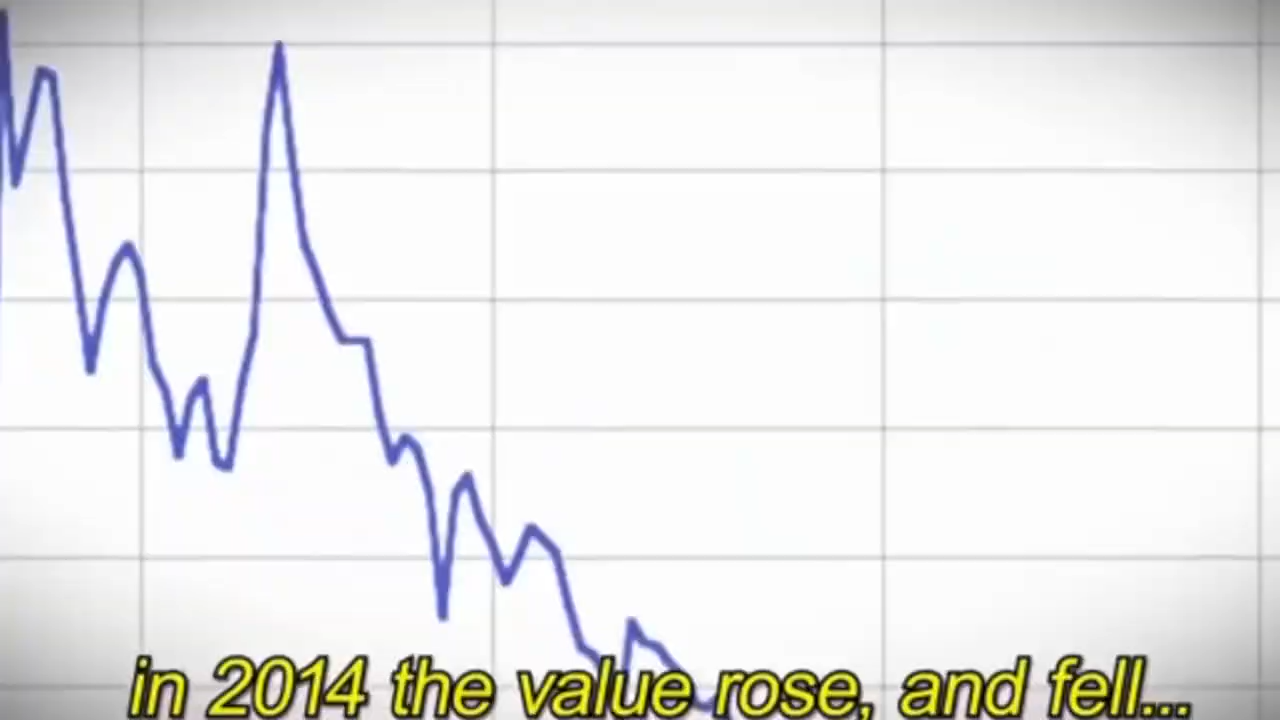 in 2014 the value rose, and fell...